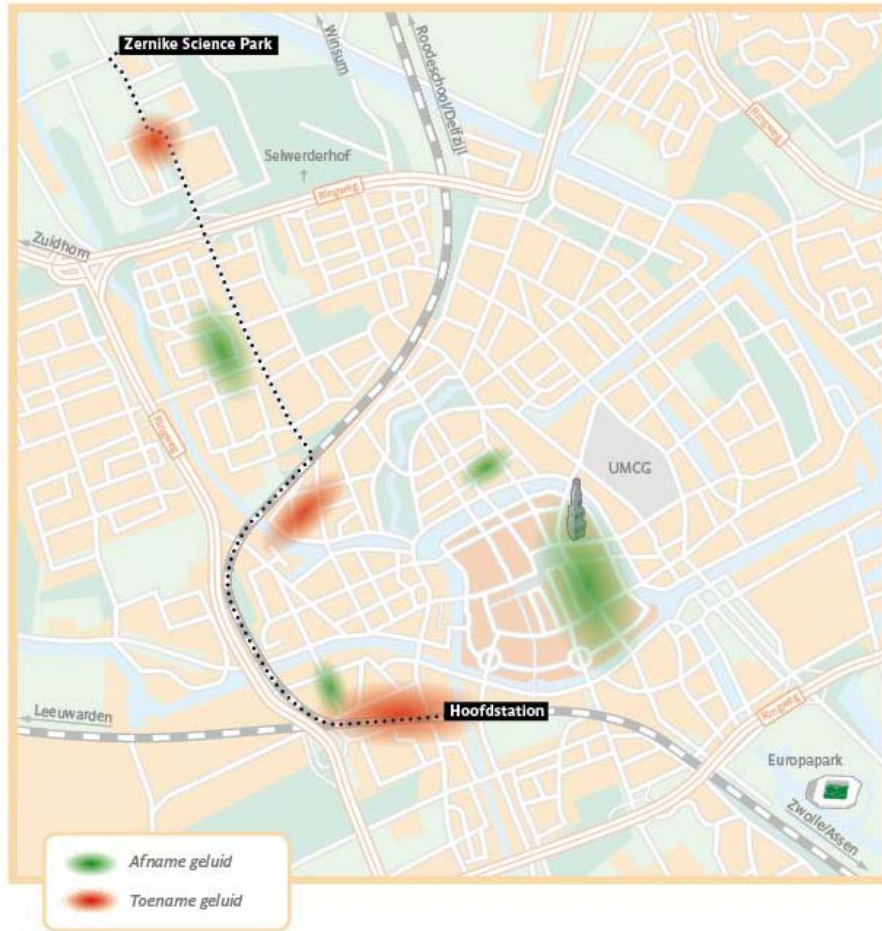 Zernike Science Park
Winsum
Roodeschool/Delfzijl
Ringweg
Selwerderhof
Ringweg
Zuidhorn
Ringweg
UMCG
Leeuwarden
Hoofdstation
Ringweg
Europapark
Zwolle/Assen
Afname geluid
Toename geluid